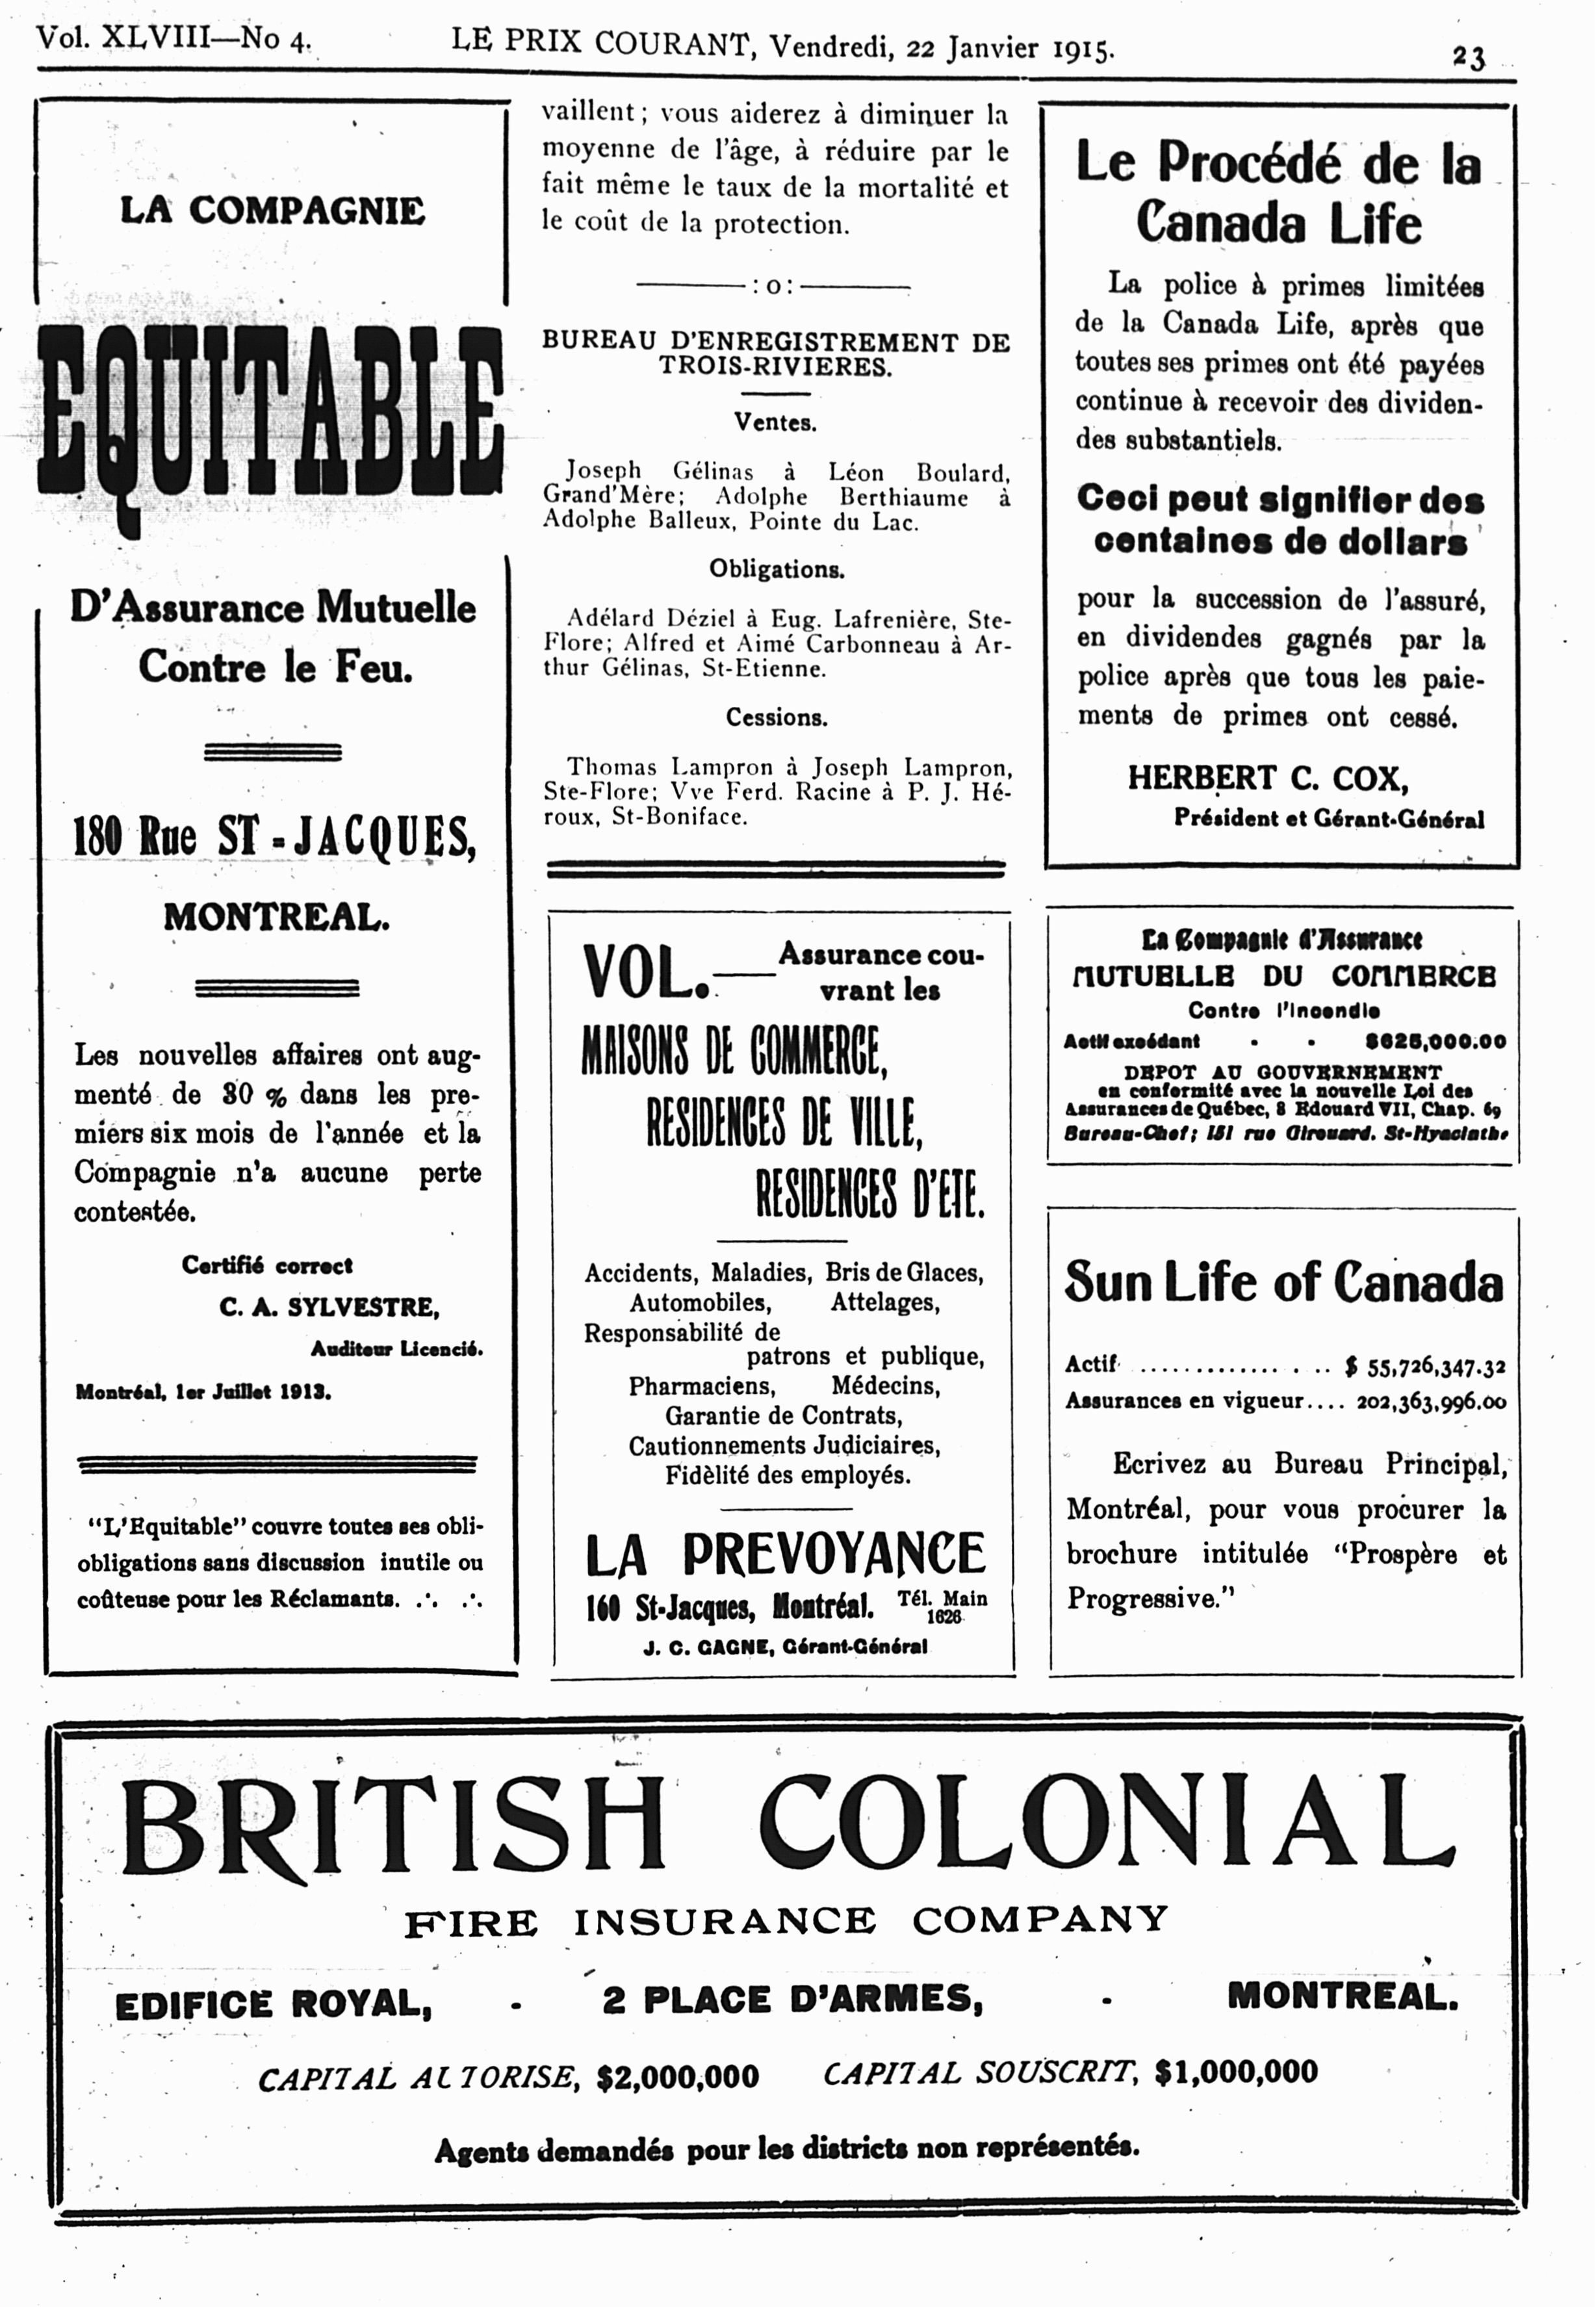 Vol. XLVIII—No 4.
LE PRIX COURANT, Vendredi, 22 Janvier 1915.
23
LA COMPAGNIE
EQUITABLE
D'Assurance Mutuelle
Contre le Feu.
180 Rue ST-JACQUES,
MONTREAL.
Les nouvelles affaires ont aug-
menté de 30 % dans les pre-
miers six mois de l'année et la
Compagnie n'a aucune perte
contestée.
Certifié correct
C. A. SYLVESTRE,
Auditeur Licencié.
Montréal, 1er Juillet 1913.
"L'Equitable" couvre toutes ses obli-
obligations sans discussion inutile ou
coûteuse pour les Réclamants. .·. .·.
vaillent; vous aiderez à diminuer la
moyenne de l'âge, à réduire par le
fait même le taux de la mortalité et
le coût de la protection.
:o:
BUREAU D'ENREGISTREMENT DE
TROIS-RIVIERES.
Ventes.
Joseph Gélinas à Léon Boulard,
Grand'Mère; Adolphe Berthiaume à
Adolphe Balleux, Pointe du Lac.
Obligations.
Adélard Déziel à Eug. Lafrenière, Ste-
Flore; Alfred et Aimé Carbonneau à Ar-
thur Gélinas, St-Etienne.
Cessions.
Thomas Lampron à Joseph Lampron,
Ste-Flore; Vve Ferd. Racine à P. J. Hé-
roux, St-Boniface.
VOL.— Assurance cou-
vrant les
MAISONS DE COMMERCE,
RESIDENCES DE VILLE,
RESIDENCES D'ETE.
Accidents, Maladies, Bris de Glaces,
Automobiles, Attelages,
Responsabilité de
patrons et publique,
Pharmaciens, Médecins,
Garantie de Contrats,
Cautionnements Judiciaires,
Fidèlité des employés.
LA PREVOYANCE
160 St-Jacques, Montréal. Tél. Main
1626
J. C. GAGNE, Gérant-Général
Le Procédé de la
Canada Life
La police à primes limitées
de la Canada Life, après que
toutes ses primes ont été payées
continue à recevoir des dividen-
des substantiels.
Ceci peut signifier des
centaines de dollars
pour la succession de l'assuré,
en dividendes gagnés par la
police après que tous les paie-
ments de primes ont cessé.
HERBERT C. COX,
Président et Gérant-Général
La Compagnie d'Assurance
MUTUELLE DU COMMERCE
Contre l'Incendie
Actif excédant - - $625,000.00
DEPOT AU GOUVERNEMENT
en conformité avec la nouvelle Loi des
Assurances de Québec, 8 Edouard VII, Chap. 69
Bureau-Chef; 151 rue Girouard. St-Hyacinthe
Sun Life of Canada
Actif .................. $ 55,726,347.32
Assurances en vigueur.... 202,363,996.00
Ecrivez au Bureau Principal,
Montréal, pour vous procurer la
brochure intitulée "Prospère et
Progressive."
BRITISH COLONIAL
FIRE INSURANCE COMPANY
EDIFICE ROYAL, - 2 PLACE D'ARMES, - MONTREAL.
CAPITAL AUTORISE, $2,000,000 CAPITAL SOUSCRIT, $1,000,000
Agents demandés pour les districts non représentés.